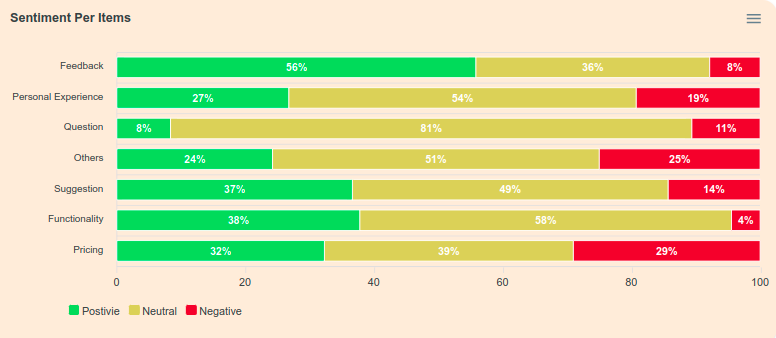 Sentiment Per Items
Feedback 56% 36% 8%
Personal Experience 27% 54% 19%
Question 8% 81% 11%
Others 24% 51% 25%
Suggestion 37% 49% 14%
Functionality 38% 58% 4%
Pricing 32% 39% 29%
0 20 40 60 80 100
Postivie Neutral Negative